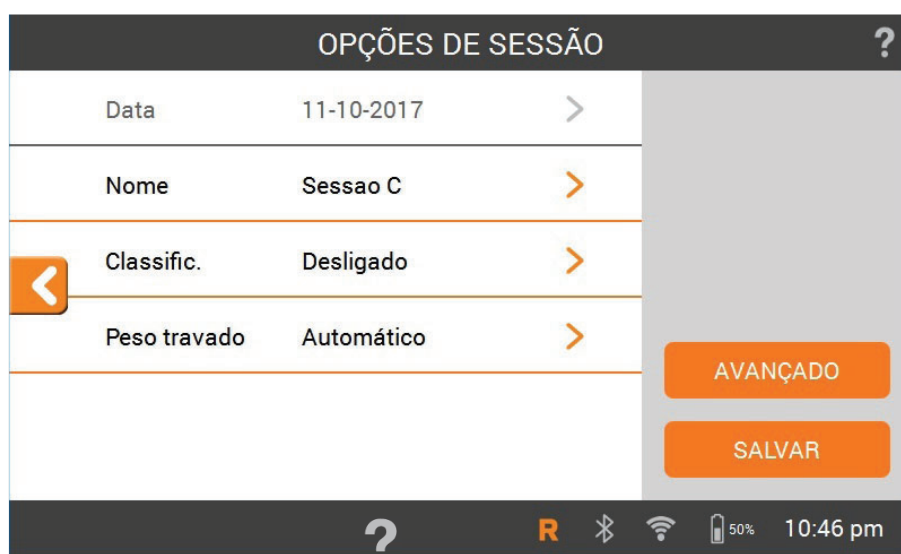 OPÇÕES DE SESSÃO ?
Data 11-10-2017 >
Nome Sessao C >
Classific. Desligado >
Peso travado Automático >
AVANÇADO
SALVAR
? R 50% 10:46 pm